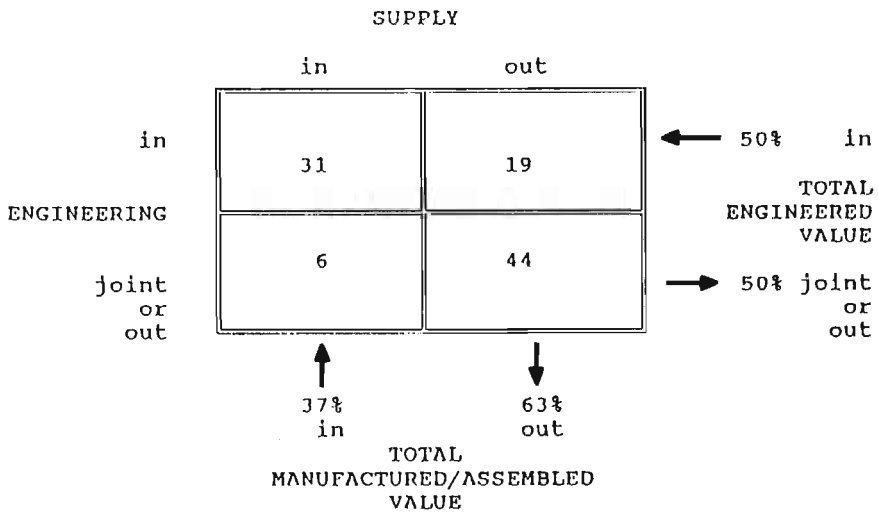 SUPPLY
in out
in
50% in
31 19
TOTAL
ENGINEERING
ENGINEERED
VALUE
6 44
joint
or
out
50% joint
or
out
37% 63%
in out
TOTAL
MANUFACTURED/ASSEMBLED
VALUE